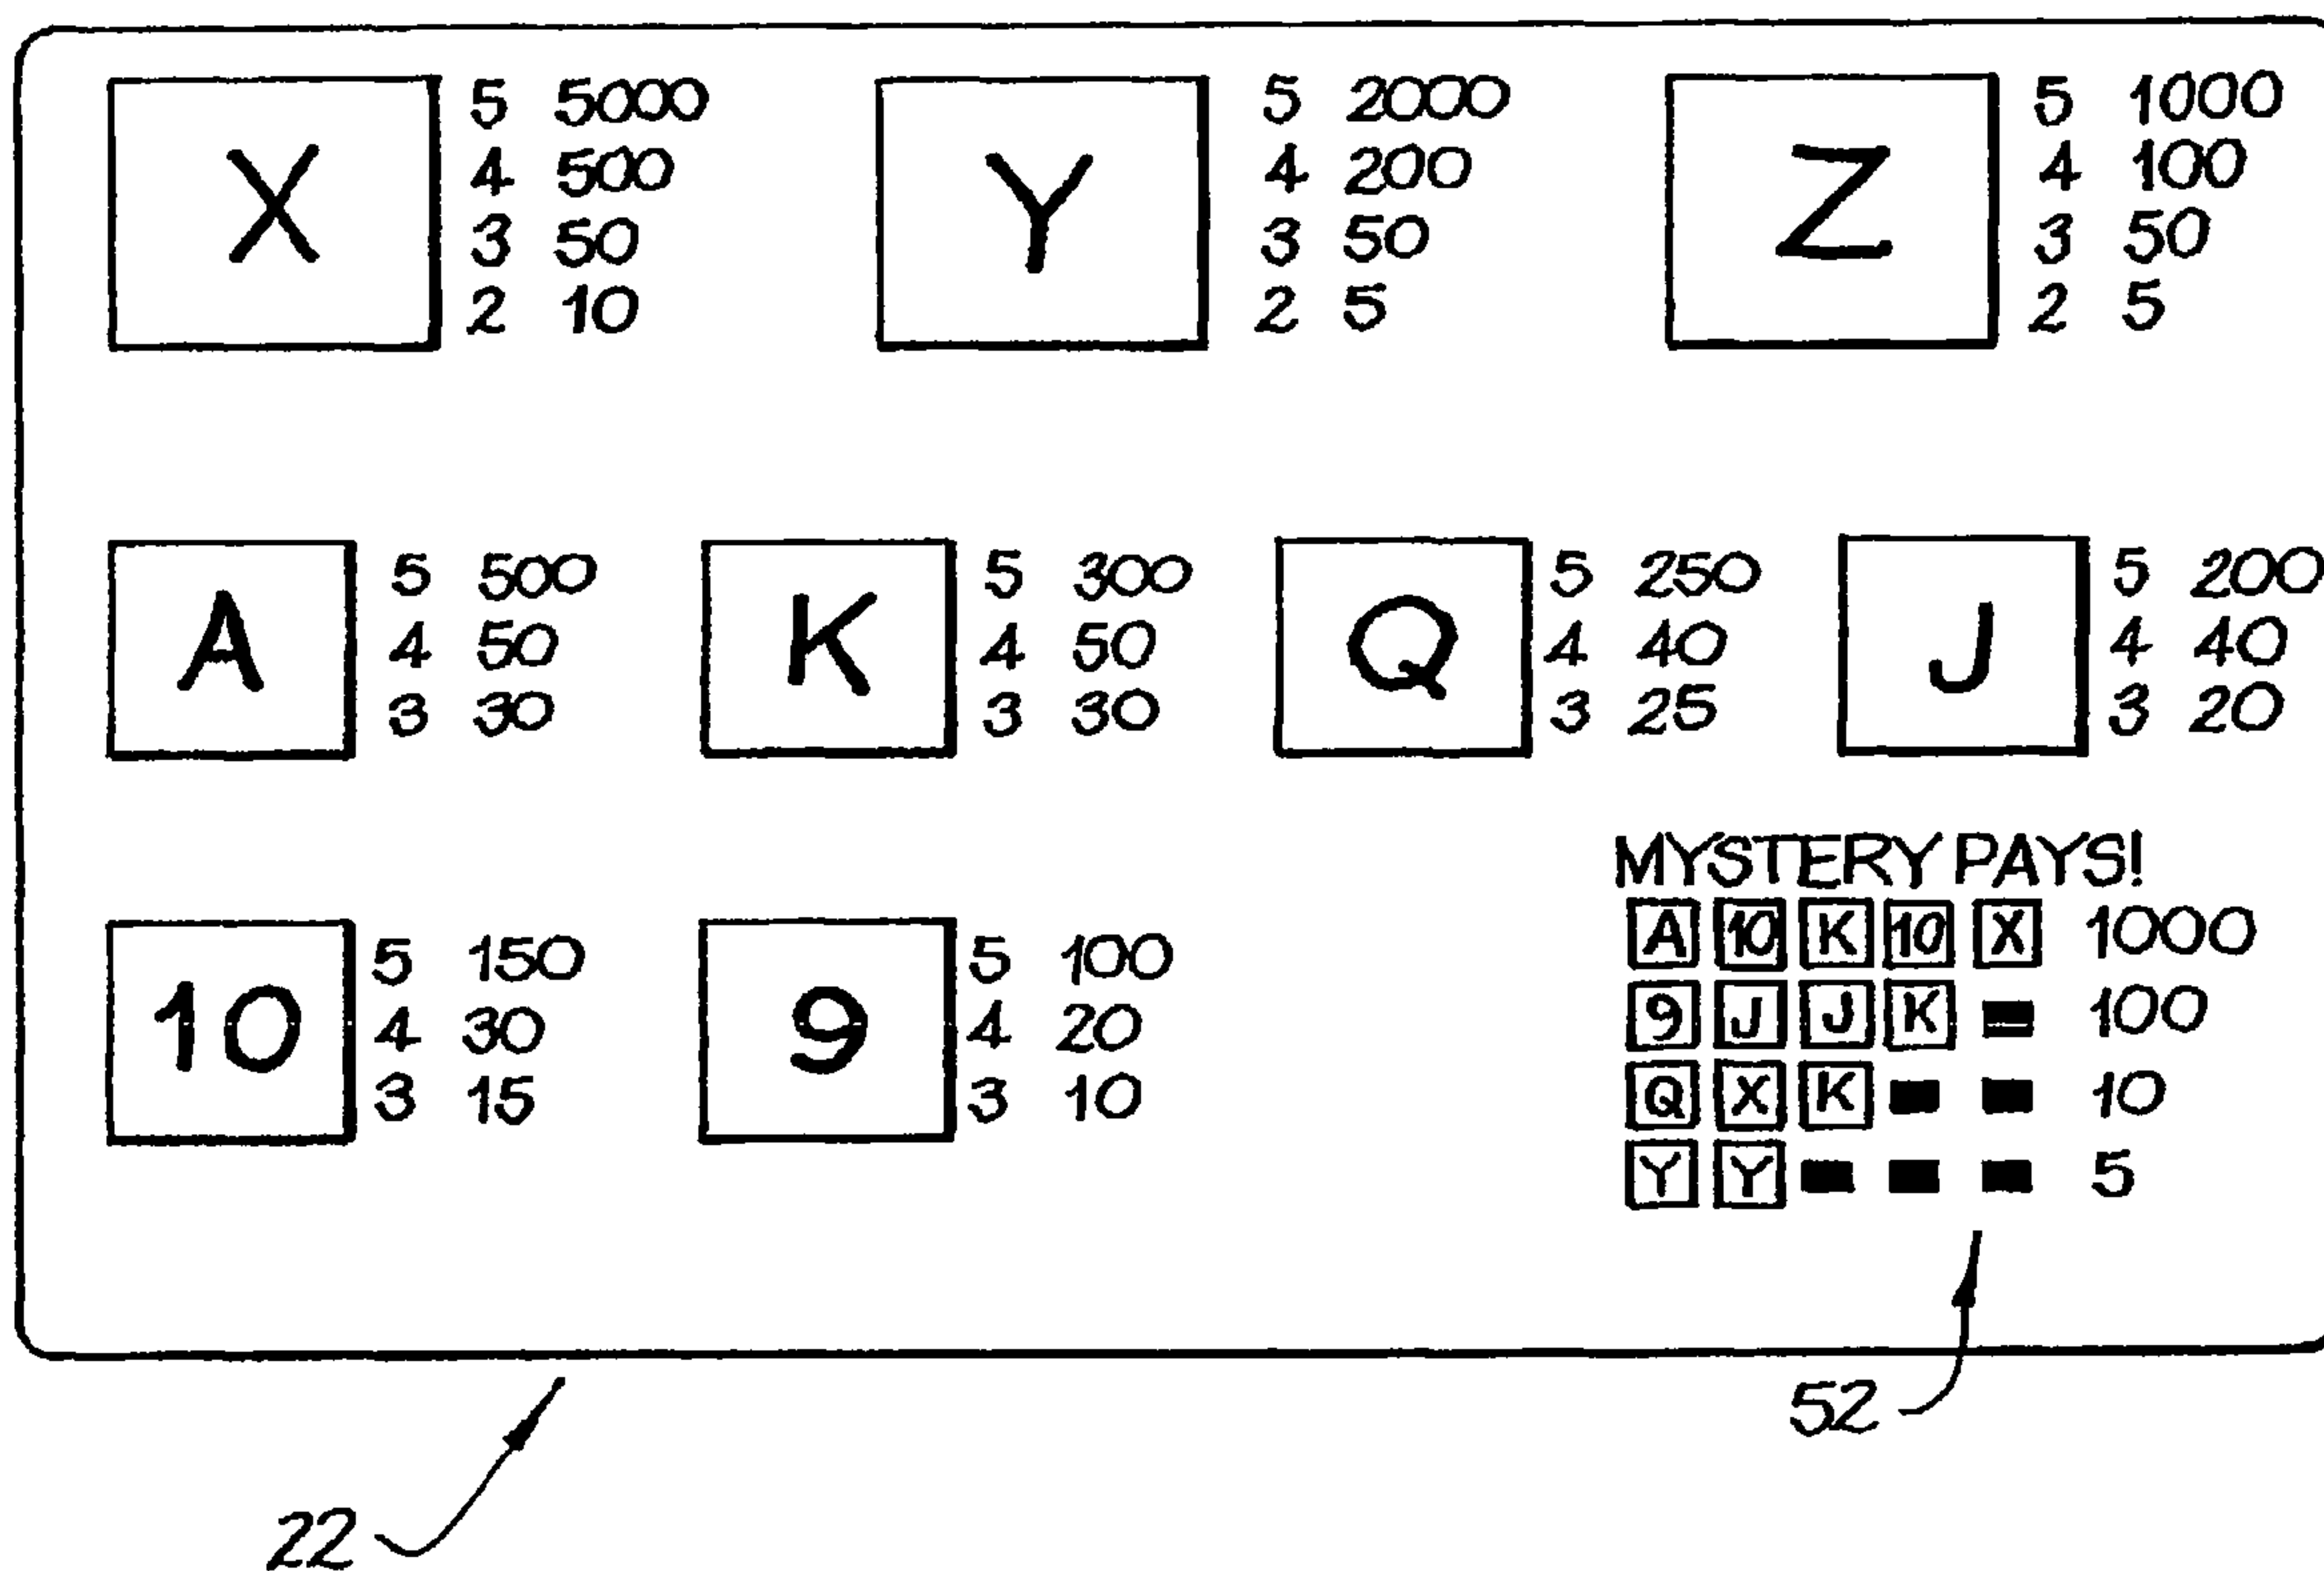 X 5 5000 Y 5 2000 Z 5 1000
4 500 4 200 4 100
3 50 3 50 3 50
2 10 2 5 2 5
A 5 500 K 5 300 Q 5 250 J 5 200
4 50 4 50 4 40 4 40
3 30 3 30 3 25 3 20
10 5 150 9 5 100
4 30 4 20
3 15 3 10
MYSTERY PAYS!
A 10 K 10 X 1000
9 J J K 100
Q X K 10
Y Y 5
52
22